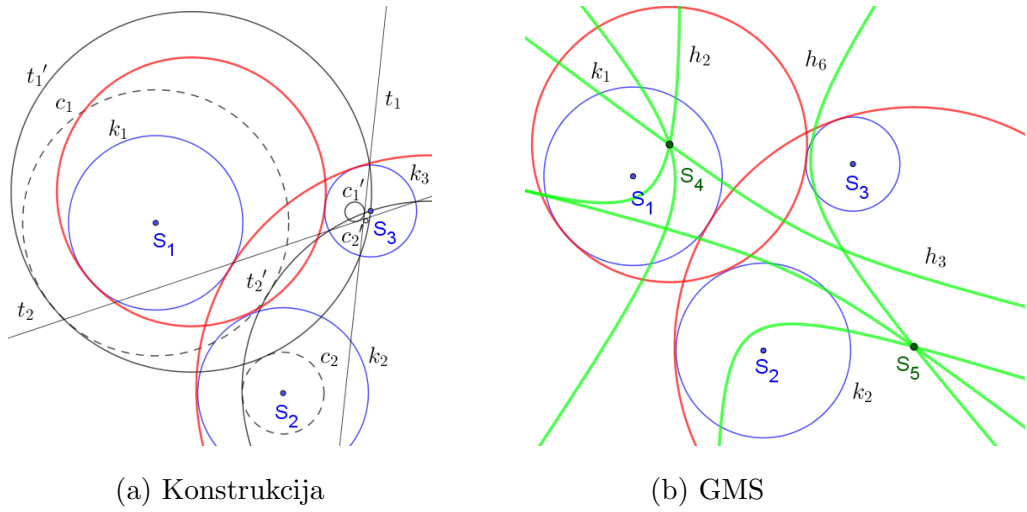 t₁'
c₁
k₁
t₁
c₁'
k₃
S₁
c₂'
S₃
t₂'
t₂
c₂
k₂
S₂
(a) Konstrukcija
k₁
h₂
h₆
S₄
S₁
S₃
h₃
S₂
S₅
k₂
(b) GMS